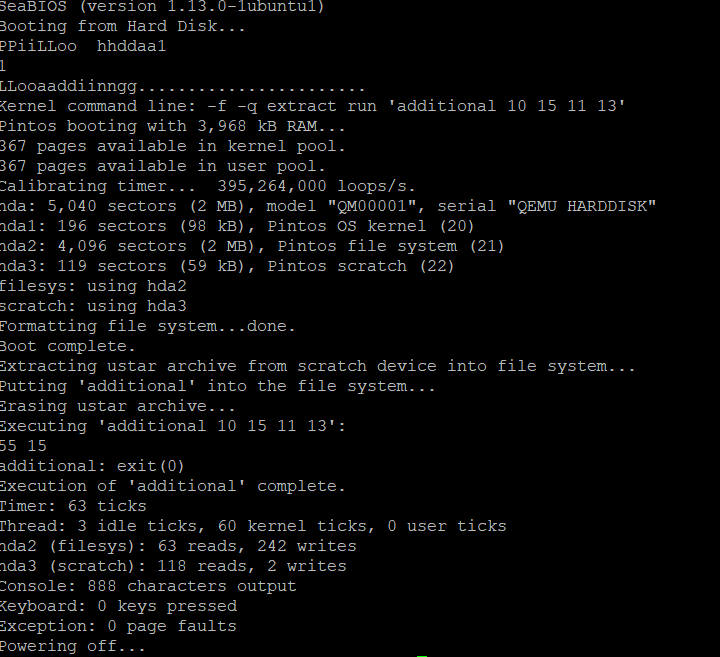 SeaBIOS (version 1.13.0-1ubuntu1)
Booting from Hard Disk...
PPiiLLoo  hhddaa1
1
LLooaaddiinngg.......................
Kernel command line: -f -q extract run 'additional 10 15 11 13'
Pintos booting with 3,968 kB RAM...
367 pages available in kernel pool.
367 pages available in user pool.
Calibrating timer...  395,264,000 loops/s.
hda: 5,040 sectors (2 MB), model "QM00001", serial "QEMU HARDDISK"
hda1: 196 sectors (98 kB), Pintos OS kernel (20)
hda2: 4,096 sectors (2 MB), Pintos file system (21)
hda3: 119 sectors (59 kB), Pintos scratch (22)
filesys: using hda2
scratch: using hda3
Formatting file system...done.
Boot complete.
Extracting ustar archive from scratch device into file system...
Putting 'additional' into the file system...
Erasing ustar archive...
Executing 'additional 10 15 11 13':
55 15
additional: exit(0)
Execution of 'additional' complete.
Timer: 63 ticks
Thread: 3 idle ticks, 60 kernel ticks, 0 user ticks
hda2 (filesys): 63 reads, 242 writes
hda3 (scratch): 118 reads, 2 writes
Console: 888 characters output
Keyboard: 0 keys pressed
Exception: 0 page faults
Powering off...